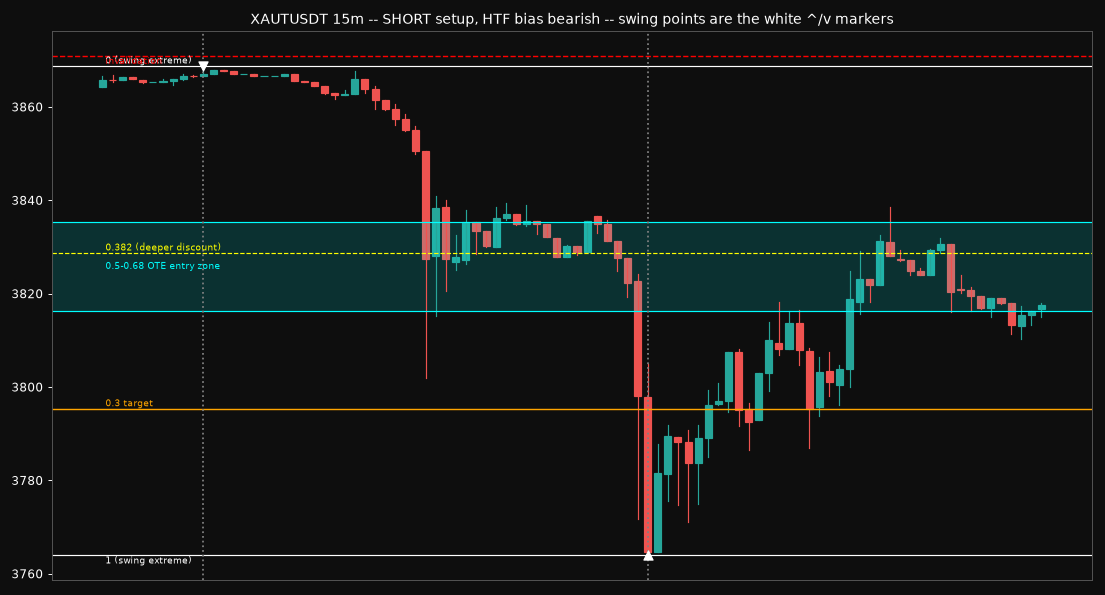 XAUTUSDT 15m -- SHORT setup, HTF bias bearish -- swing points are the white ^/v markers
0 (swing extreme)
3860
3840
0.382 (deeper discount)
0.5-0.68 OTE entry zone
3820
3800
0.3 target
3780
1 (swing extreme)
3760